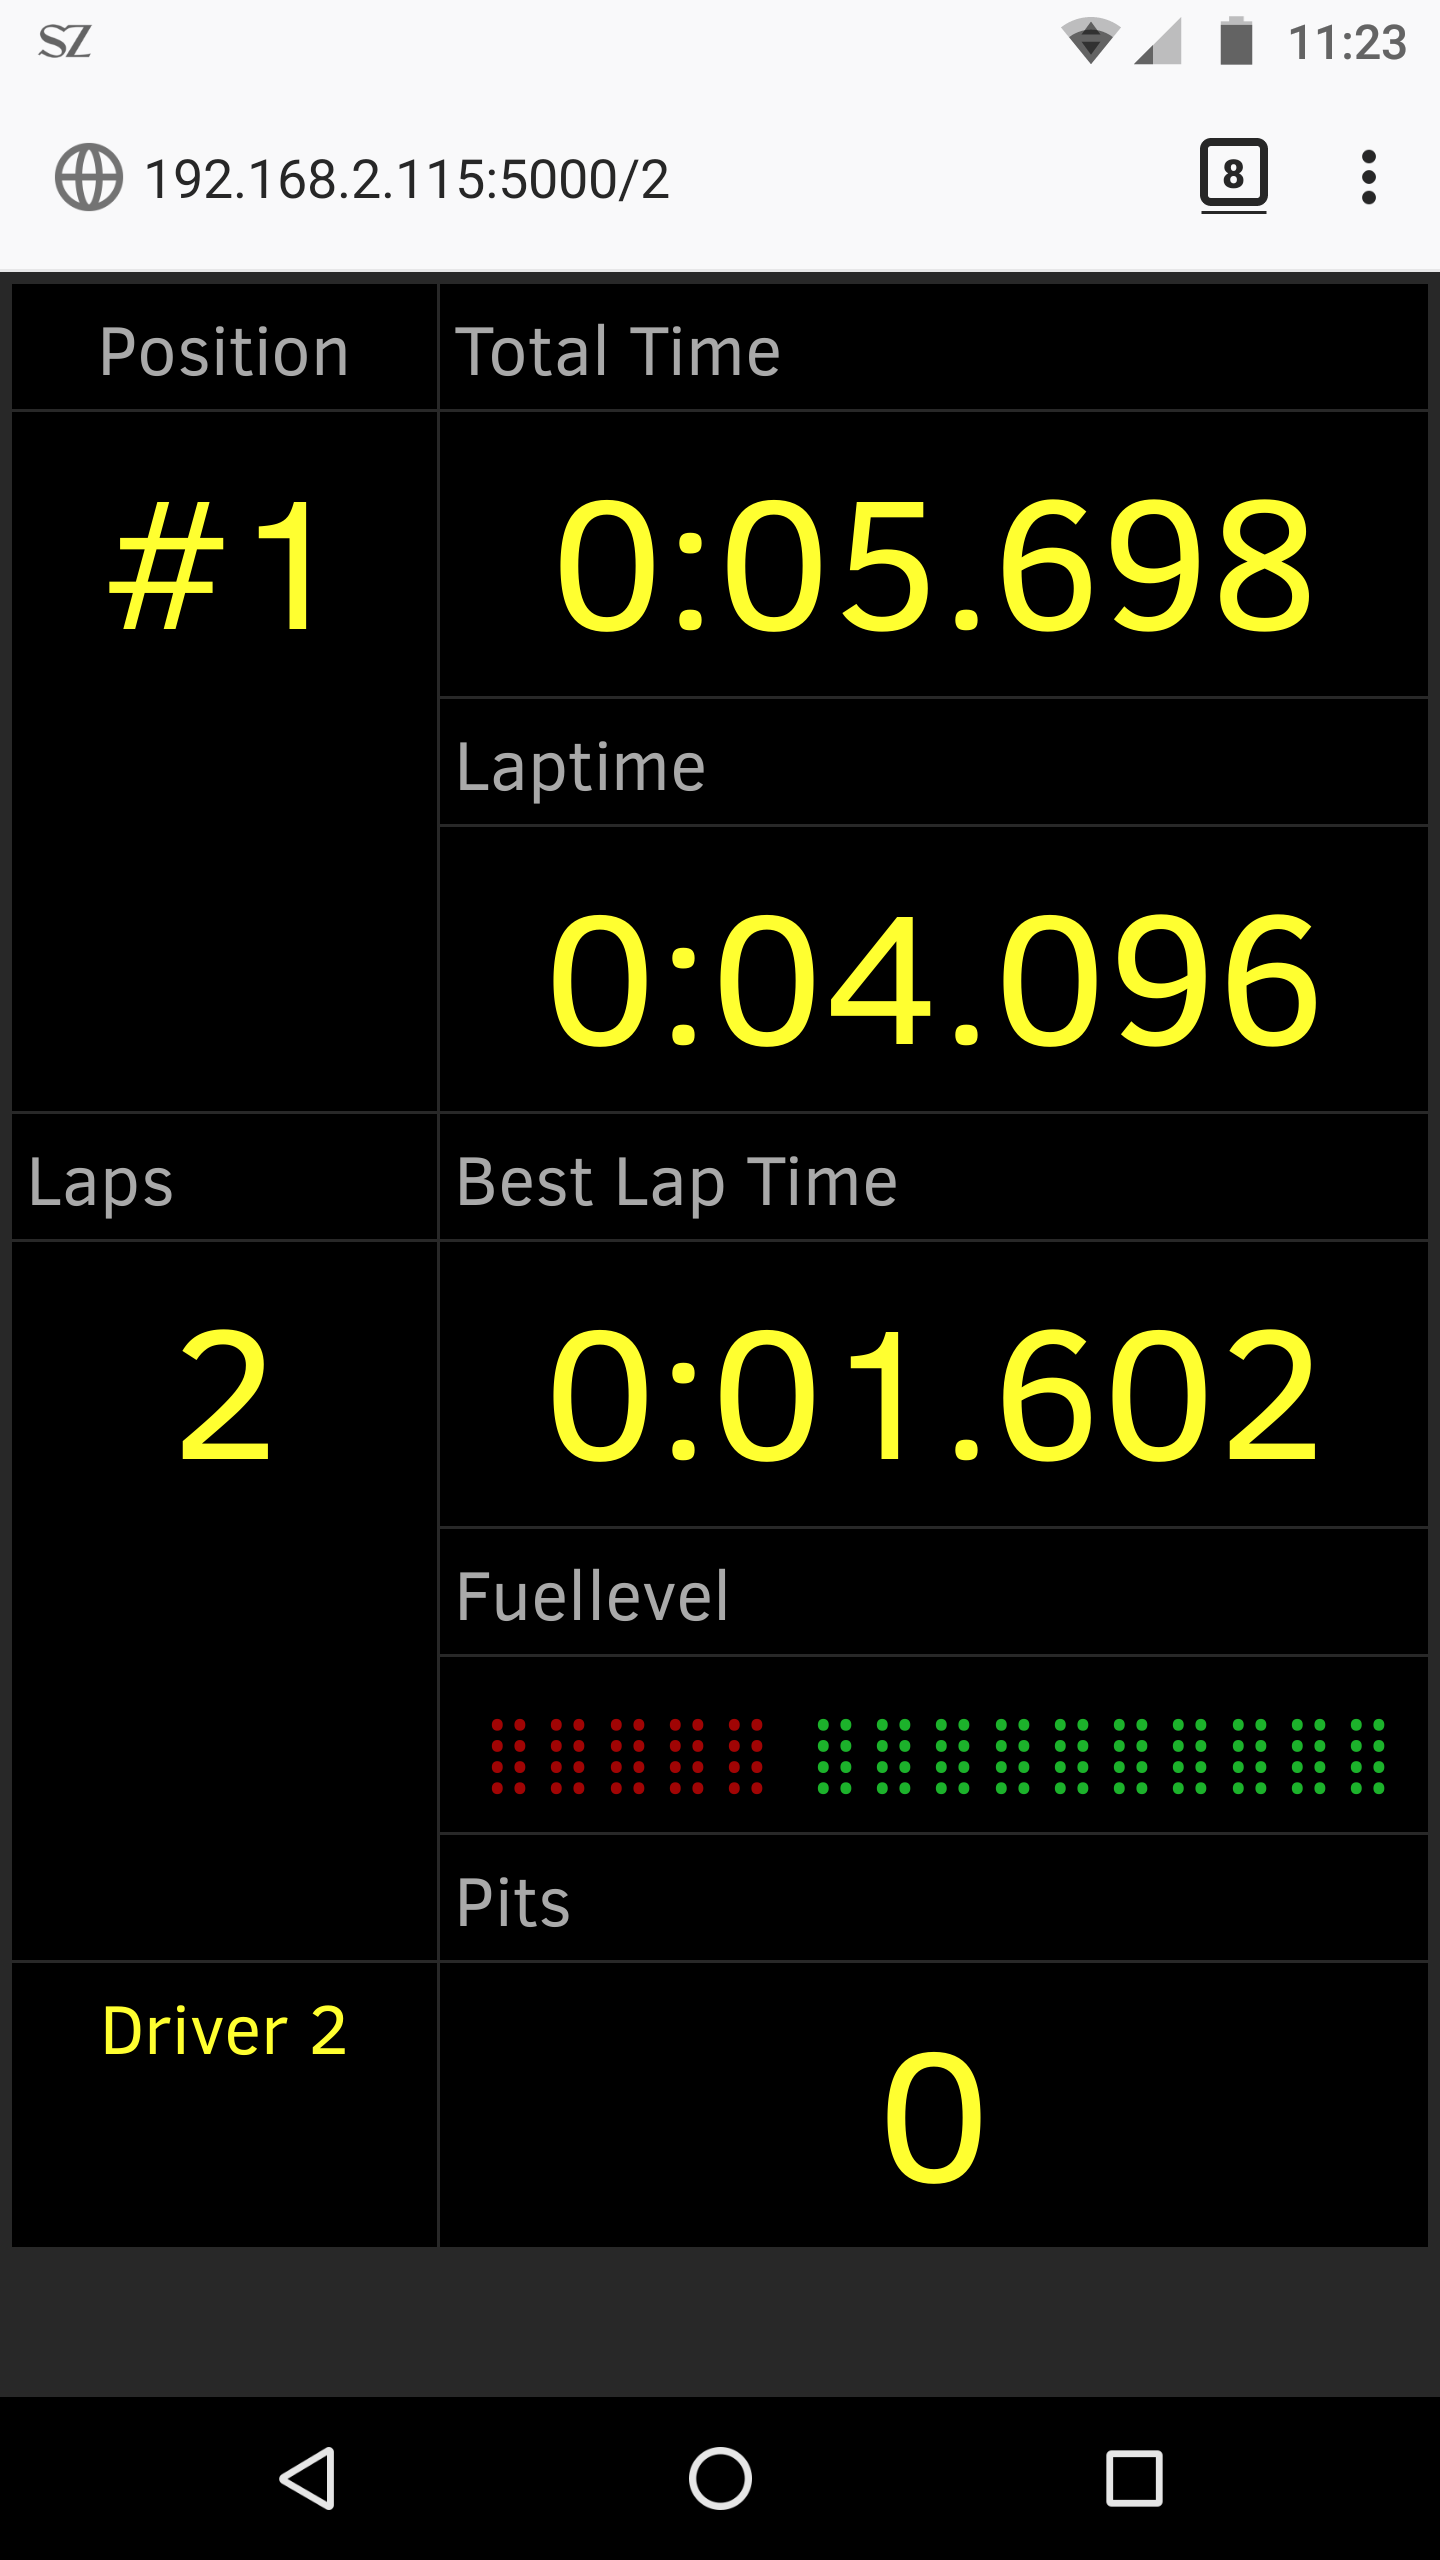 SZ 11:23
192.168.2.115:5000/2 8
Position Total Time
#1 0:05.698
Laptime
0:04.096
Laps Best Lap Time
2 0:01.602
Fuellevel
⣿ ⣿ ⣿ ⣿ ⣿ ⣿ ⣿ ⣿ ⣿ ⣿ ⣿ ⣿ ⣿ ⣿ ⣿
Pits
Driver 2 0